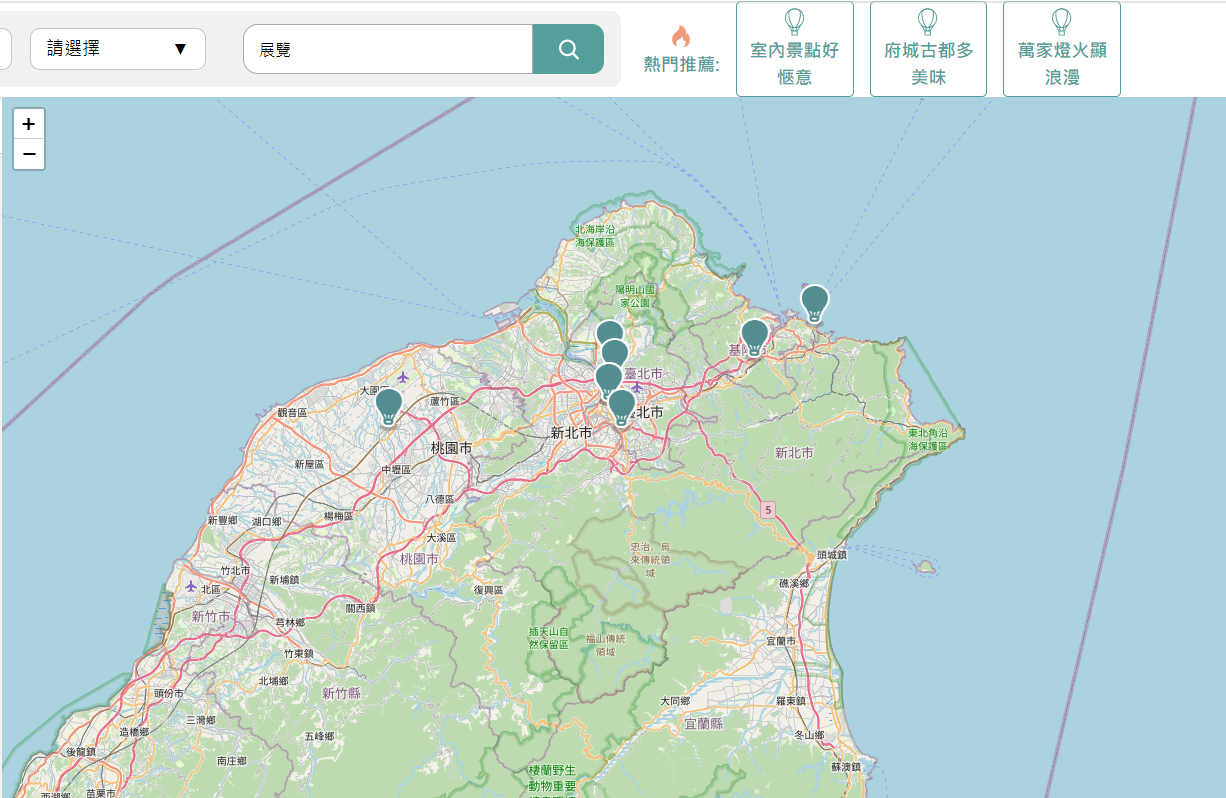 請選擇 ▼
展覽
熱門推薦:
室內景點好
愜意
府城古都多
美味
萬家燈火顯
浪漫
+
−
北海岸沿
海保護區
陽明山國
家公園
臺北市
大園區
蘆竹區
觀音區
新北市
桃園市
東北角沿
海保護區
新北市
中壢區
新屋區
八德區
5
楊梅區
新豐鄉
湖口鄉
大溪區
忠治、烏
來傳統領
域
頭城鎮
桃園市
竹北市
新埔鎮
礁溪鄉
北區
復興區
關西鎮
新竹市
芎林鄉
插天山自
然保留區
福山傳統
領域
宜蘭市
竹東鎮
北埔鄉
新竹縣
頭份市
大同鄉
羅東鎮
三灣鄉
宜蘭縣
造橋鄉
五峰鄉
冬山鄉
後龍鎮
南庄鄉
蘇澳鎮
棲蘭野生
動物重要
苗栗市
西湖鄉